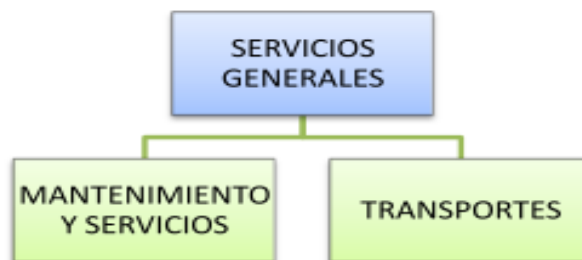 SERVICIOS
GENERALES
MANTENIMIENTO
Y SERVICIOS
TRANSPORTES